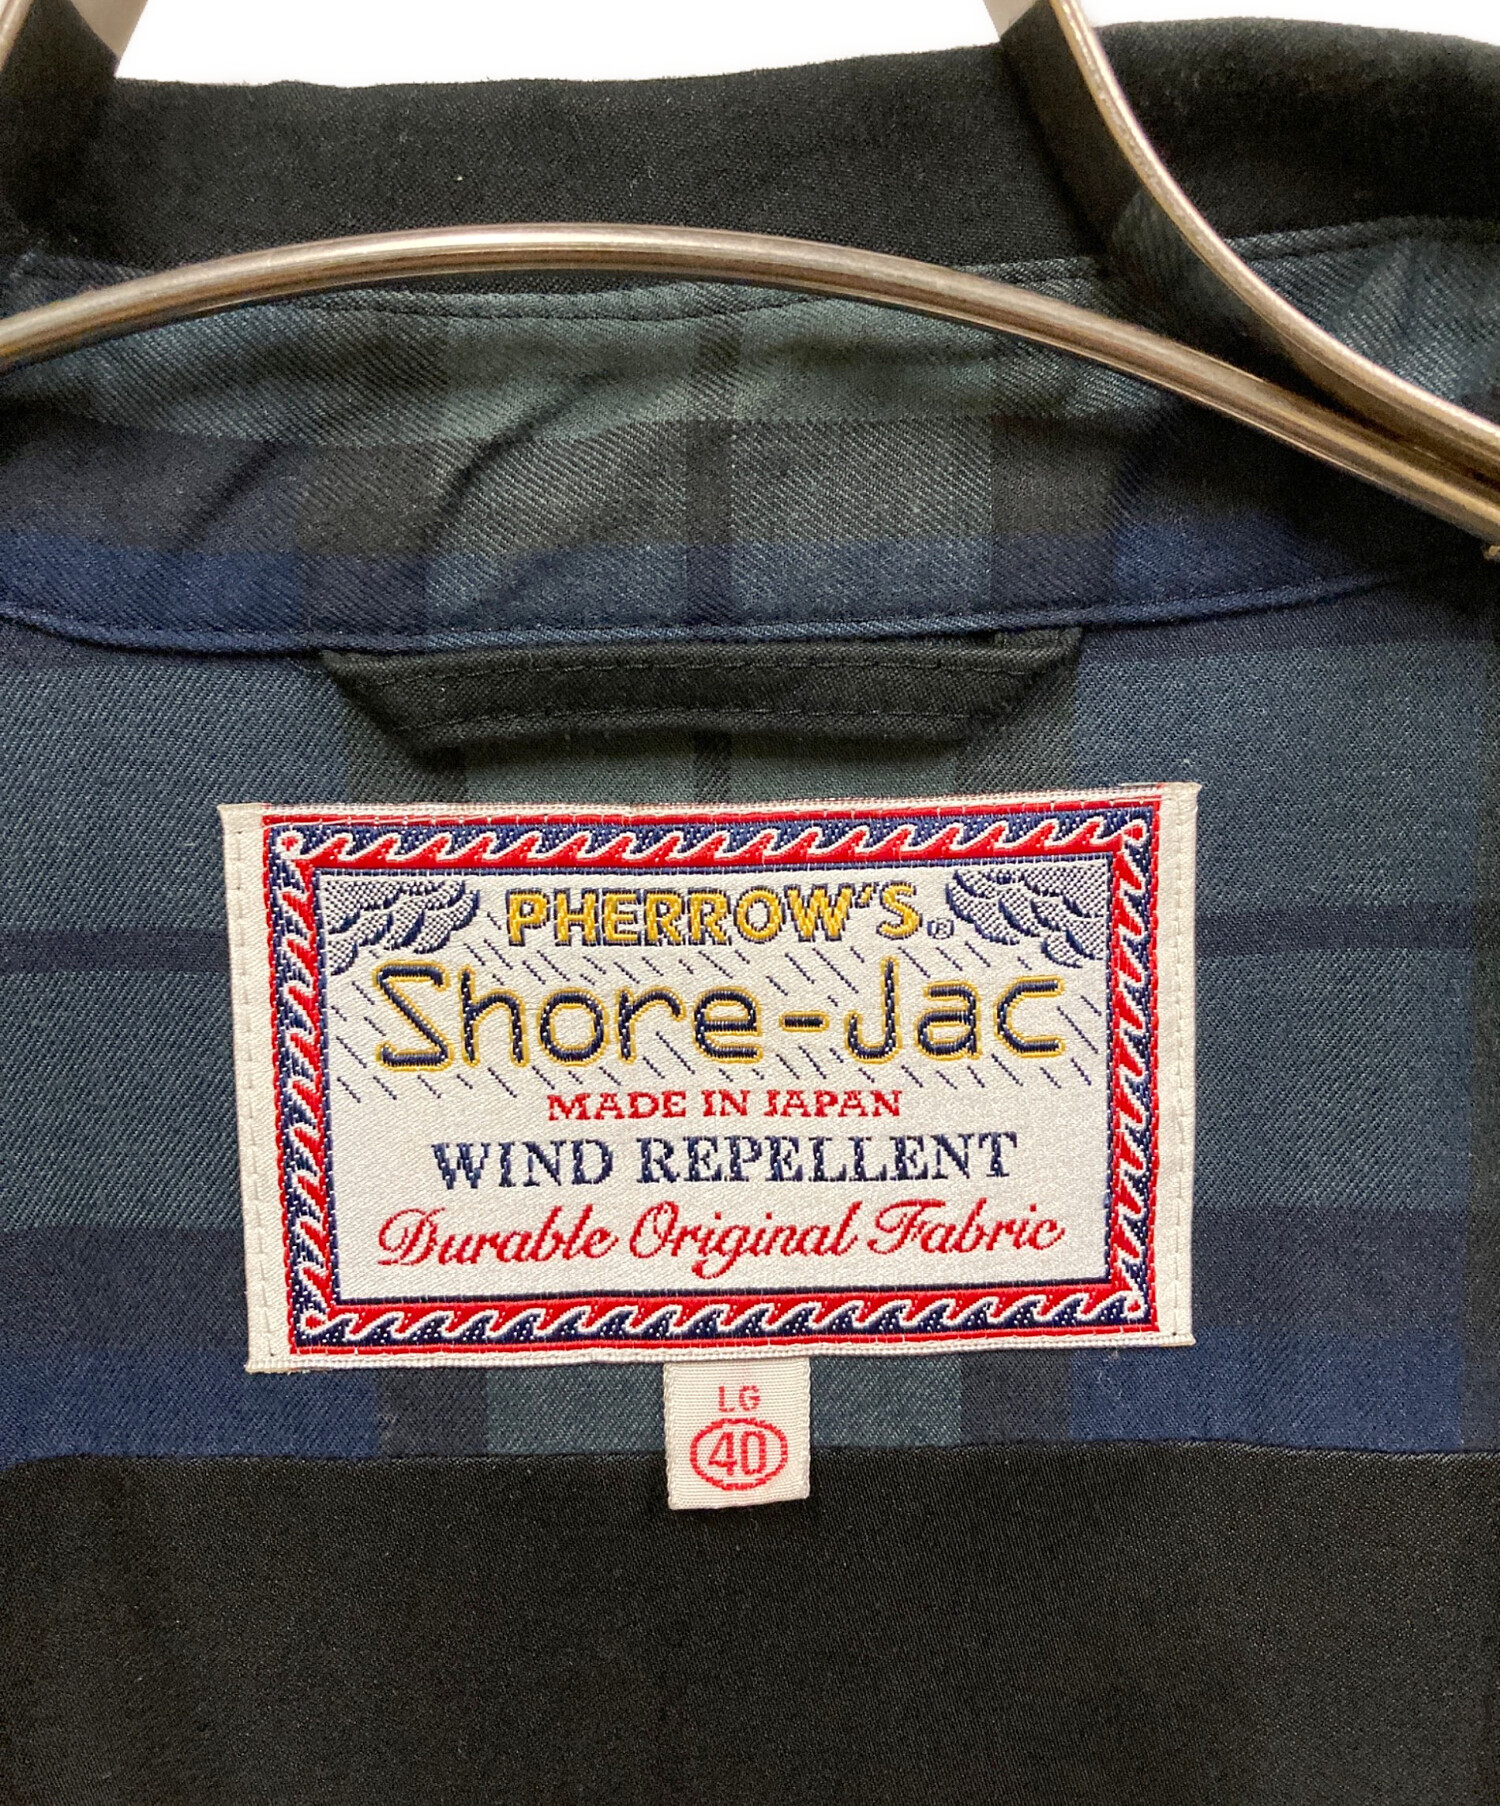 PHERROW'S®
Shore-Jac
MADE IN JAPAN
WIND REPELLENT
Durable Original Fabric
LG
40